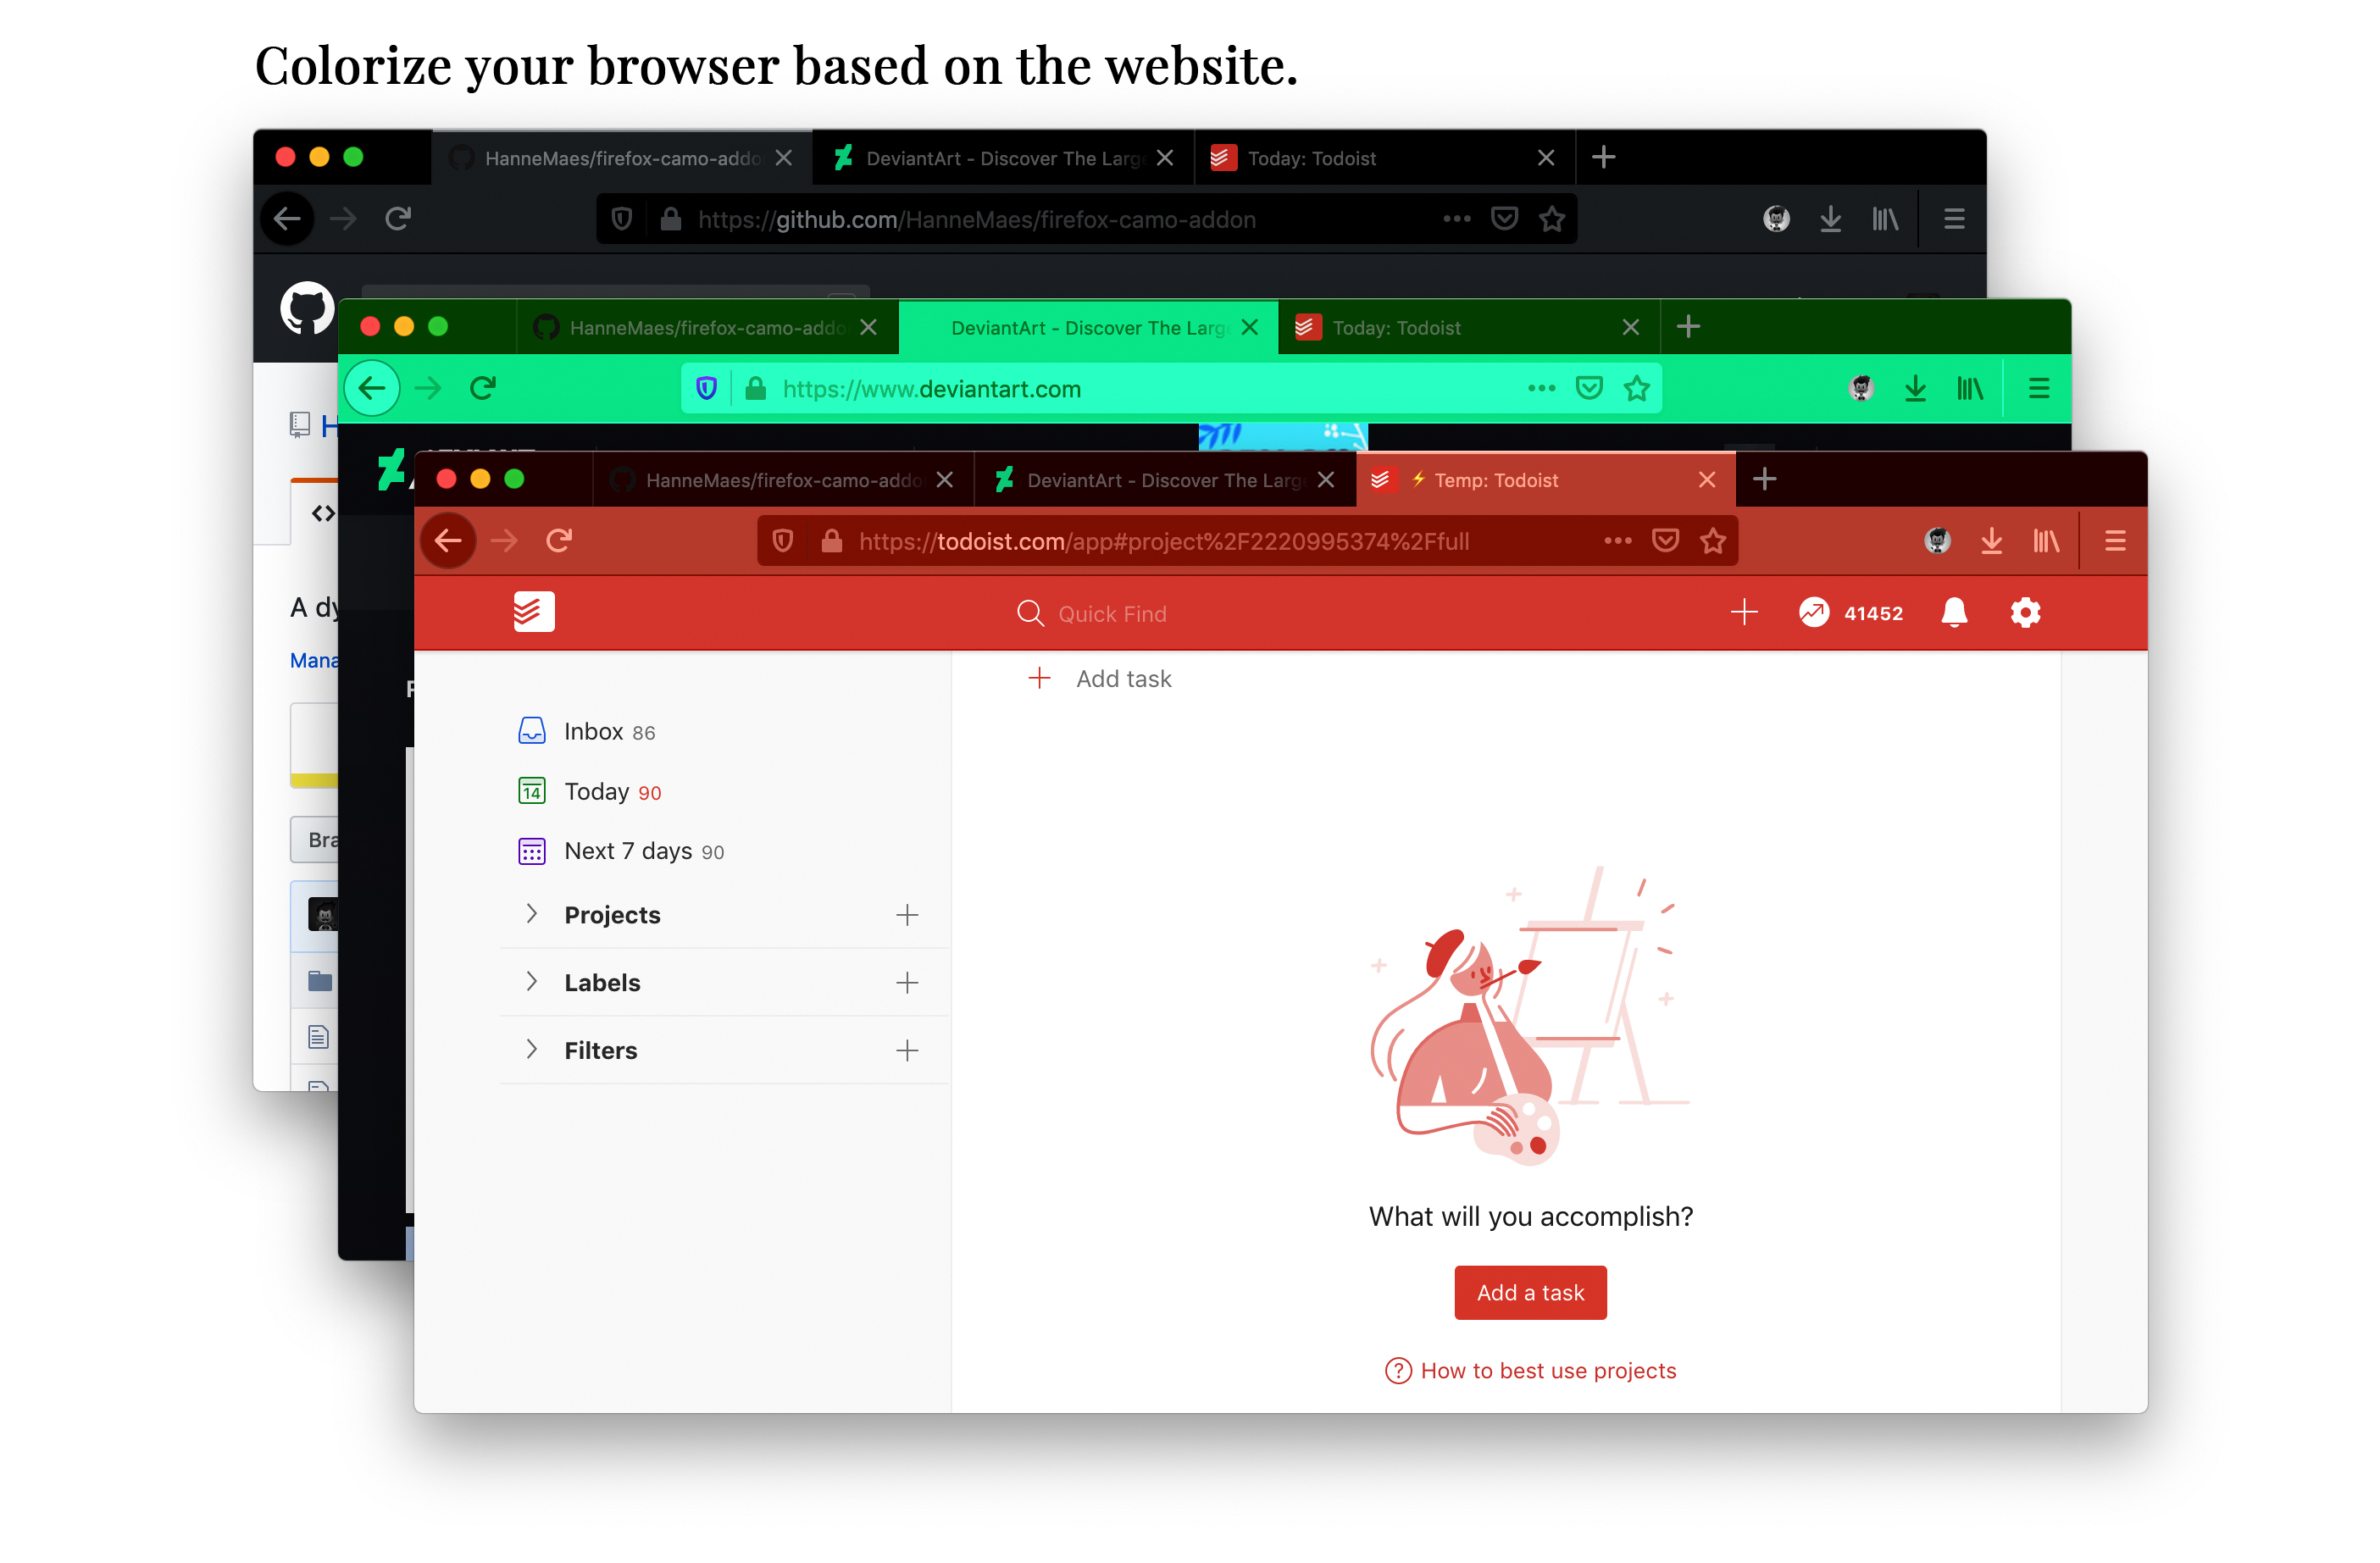 Colorize your browser based on the website.
HanneMaes/firefox-camo-addo
DeviantArt - Discover The Larg
Today: Todoist
https://github.com/HanneMaes/firefox-camo-addon
HanneMaes/firefox-camo-addo
DeviantArt - Discover The Larg
Today: Todoist
https://www.deviantart.com
H
HanneMaes/firefox-camo-addo
DeviantArt - Discover The Larg
⚡ Temp: Todoist
https://todoist.com/app#project%2F2220995374%2Ffull
Quick Find
41452
A dy
Mana
Add task
Inbox 86
14
Today 90
Next 7 days 90
Bra
Projects
Labels
Filters
What will you accomplish?
Add a task
? How to best use projects